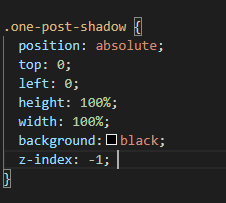 .one-post-shadow {
position: absolute;
top: 0;
left: 0;
height: 100%;
width: 100%;
background: black;
z-index: -1;
}